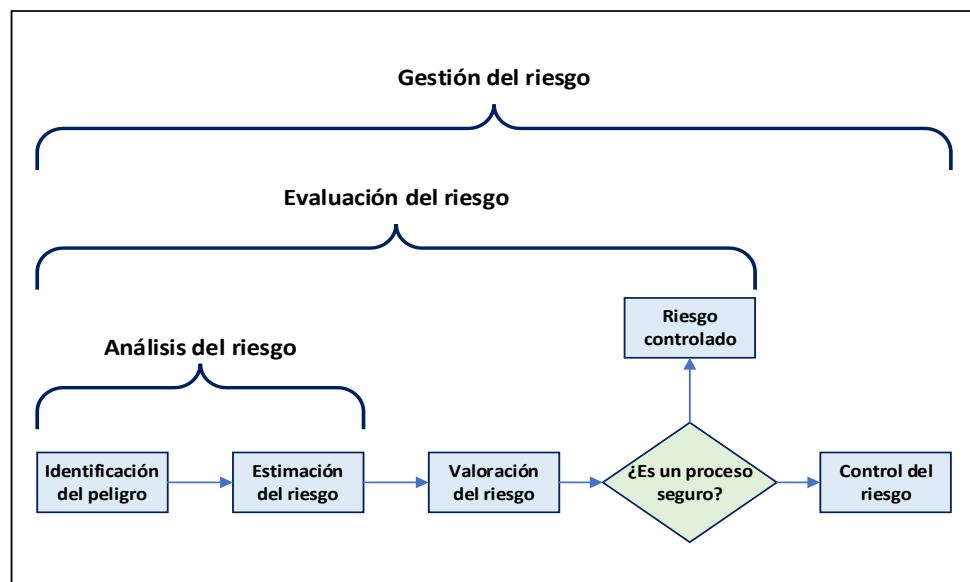 Gestión del riesgo
Evaluación del riesgo
Análisis del riesgo
Riesgo
controlado
Identificación
del peligro
Estimación
del riesgo
Valoración
del riesgo
¿Es un proceso
seguro?
Control del
riesgo